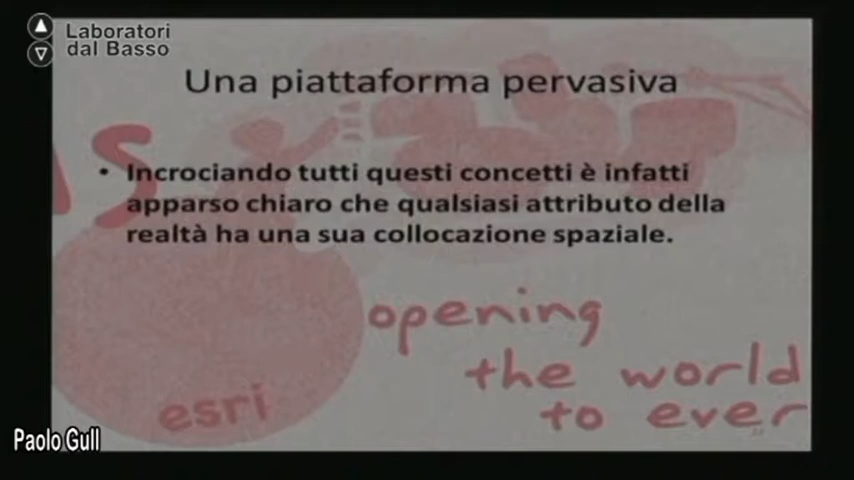 Laboratori
dal Basso
Una piattaforma pervasiva
• Incrociando tutti questi concetti è infatti
apparso chiaro che qualsiasi attributo della
realtà ha una sua collocazione spaziale.
opening
the world
to ever
esri
Paolo Gull